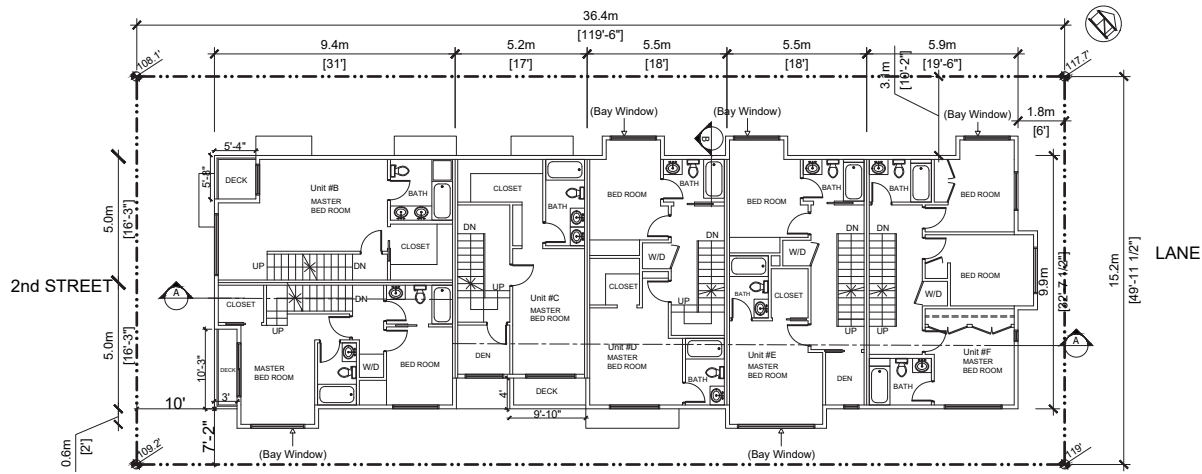 36.4m
[119'-6"]
9.4m
[31']
5.2m
[17']
5.5m
[18']
5.5m
[18']
5.9m
[19'-6"]
108.1'
117.7'
3.1m
[10'-2"]
1.8m
[6']
(Bay Window)
(Bay Window)
(Bay Window)
B
5'-4"
5'-8"
DECK
Unit #B
MASTER
BED ROOM
BATH
CLOSET
UP
DN
CLOSET
BATH
DN
UP
Unit #C
MASTER
BED ROOM
DEN
DECK
BED ROOM
BATH
DN
W/D
CLOSET
UP
Unit #D
MASTER
BED ROOM
BATH
BED ROOM
BATH
DN
W/D
BATH
CLOSET
UP
Unit #E
MASTER
BED ROOM
DEN
BATH
BED ROOM
DN
BED ROOM
W/D
UP
Unit #F
MASTER
BED ROOM
BATH
CLOSET
DN
UP
MASTER
BED ROOM
DECK
W/D
BED ROOM
10'-3"
3'
4'
9'-10"
5.0m
[16'-3"]
5.0m
[16'-3"]
2nd STREET
A
A
LANE
9.9m
[32'-7 1/2"]
15.2m
[49'-11 1/2"]
10'
7'-2"
0.6m
[2']
109.2'
119'
(Bay Window)
(Bay Window)